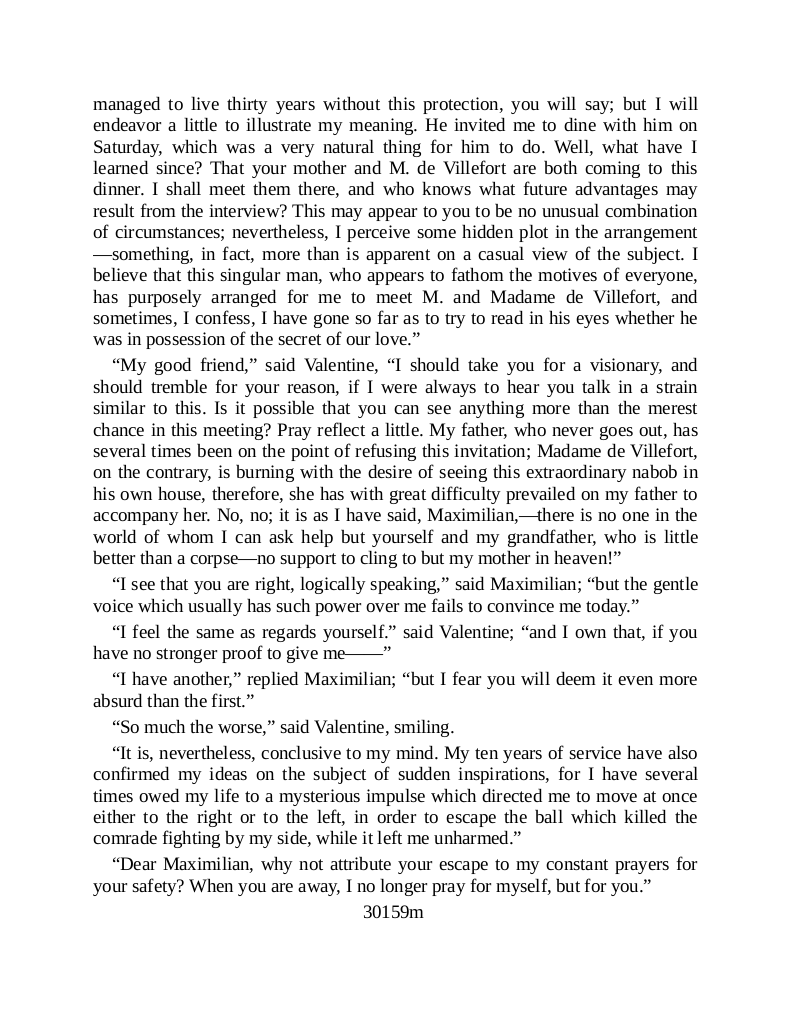 managed to live thirty years without this protection, you will say; but I will
endeavor a little to illustrate my meaning. He invited me to dine with him on
Saturday, which was a very natural thing for him to do. Well, what have I
learned since? That your mother and M. de Villefort are both coming to this
dinner. I shall meet them there, and who knows what future advantages may
result from the interview? This may appear to you to be no unusual combination
of circumstances; nevertheless, I perceive some hidden plot in the arrangement
—something, in fact, more than is apparent on a casual view of the subject. I
believe that this singular man, who appears to fathom the motives of everyone,
has purposely arranged for me to meet M. and Madame de Villefort, and
sometimes, I confess, I have gone so far as to try to read in his eyes whether he
was in possession of the secret of our love.”
“My good friend,” said Valentine, “I should take you for a visionary, and
should tremble for your reason, if I were always to hear you talk in a strain
similar to this. Is it possible that you can see anything more than the merest
chance in this meeting? Pray reflect a little. My father, who never goes out, has
several times been on the point of refusing this invitation; Madame de Villefort,
on the contrary, is burning with the desire of seeing this extraordinary nabob in
his own house, therefore, she has with great difficulty prevailed on my father to
accompany her. No, no; it is as I have said, Maximilian,—there is no one in the
world of whom I can ask help but yourself and my grandfather, who is little
better than a corpse—no support to cling to but my mother in heaven!”
“I see that you are right, logically speaking,” said Maximilian; “but the gentle
voice which usually has such power over me fails to convince me today.”
“I feel the same as regards yourself.” said Valentine; “and I own that, if you
have no stronger proof to give me——”
“I have another,” replied Maximilian; “but I fear you will deem it even more
absurd than the first.”
“So much the worse,” said Valentine, smiling.
“It is, nevertheless, conclusive to my mind. My ten years of service have also
confirmed my ideas on the subject of sudden inspirations, for I have several
times owed my life to a mysterious impulse which directed me to move at once
either to the right or to the left, in order to escape the ball which killed the
comrade fighting by my side, while it left me unharmed.”
“Dear Maximilian, why not attribute your escape to my constant prayers for
your safety? When you are away, I no longer pray for myself, but for you.”
30159m